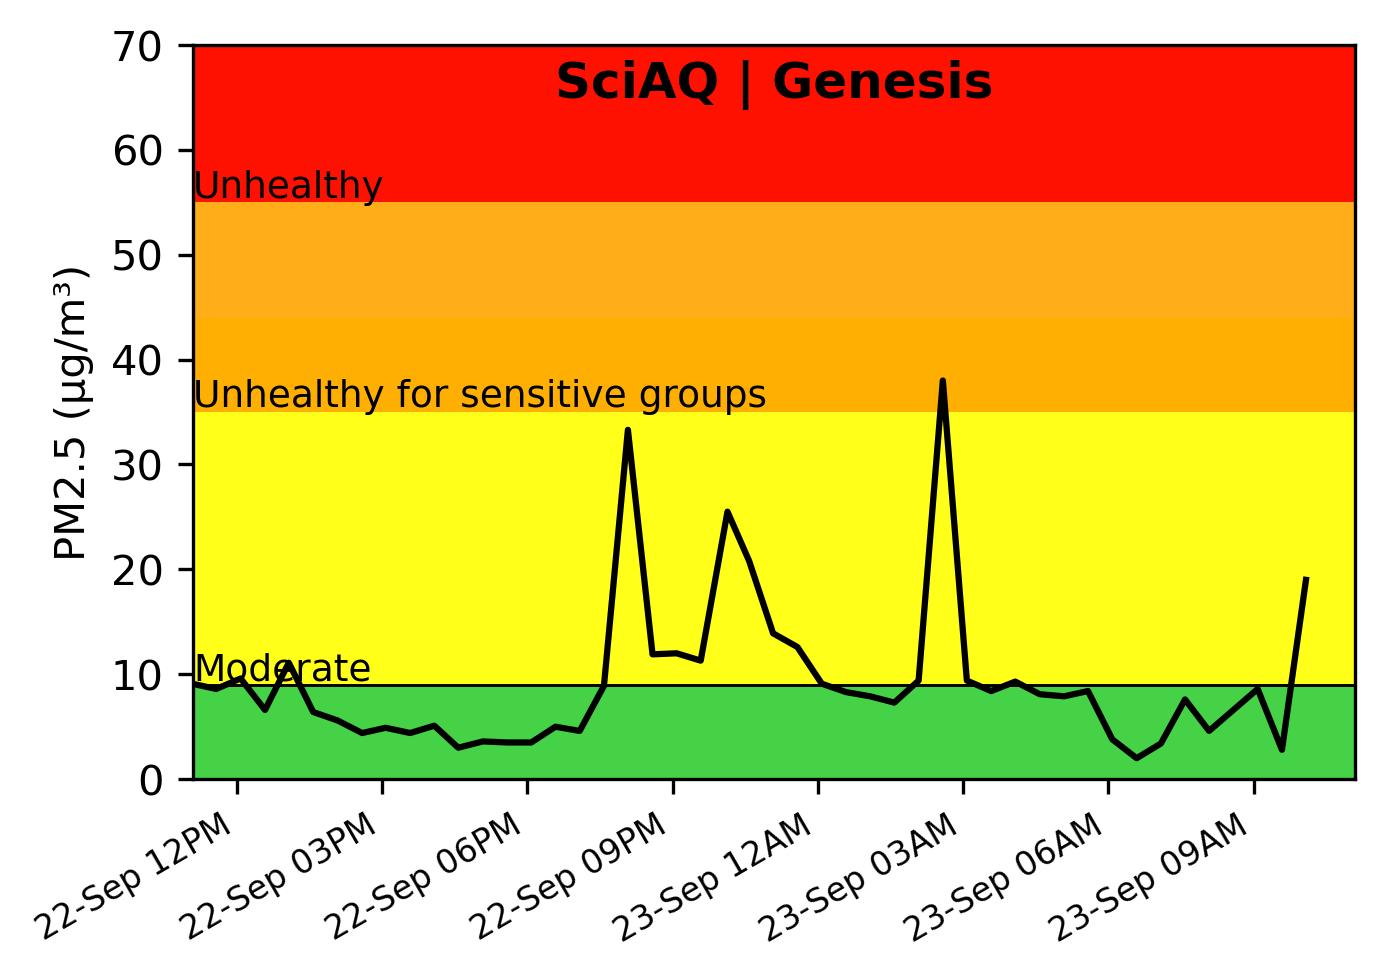 SciAQ | Genesis
PM2.5 (µg/m³)
70
60
50
40
30
20
10
0
Unhealthy
Unhealthy for sensitive groups
Moderate
22-Sep 12PM
22-Sep 03PM
22-Sep 06PM
22-Sep 09PM
23-Sep 12AM
23-Sep 03AM
23-Sep 06AM
23-Sep 09AM